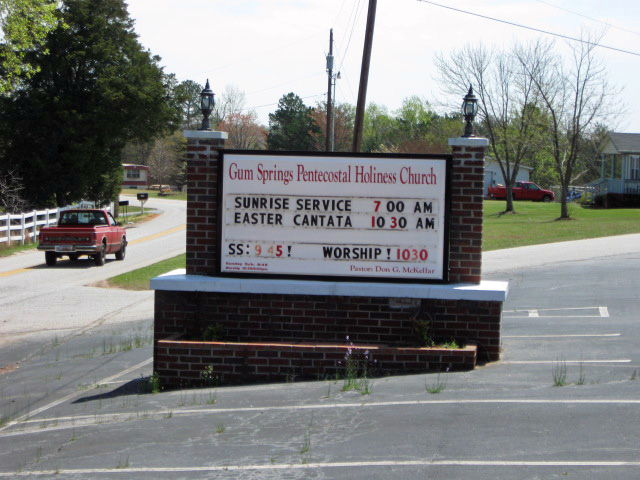 Gum Springs Pentecostal Holiness Church
SUNRISE SERVICE 7 00 AM
EASTER CANTATA 10 30 AM
SS: 9 45! WORSHIP! 1030
Pastor: Don G. McKellar